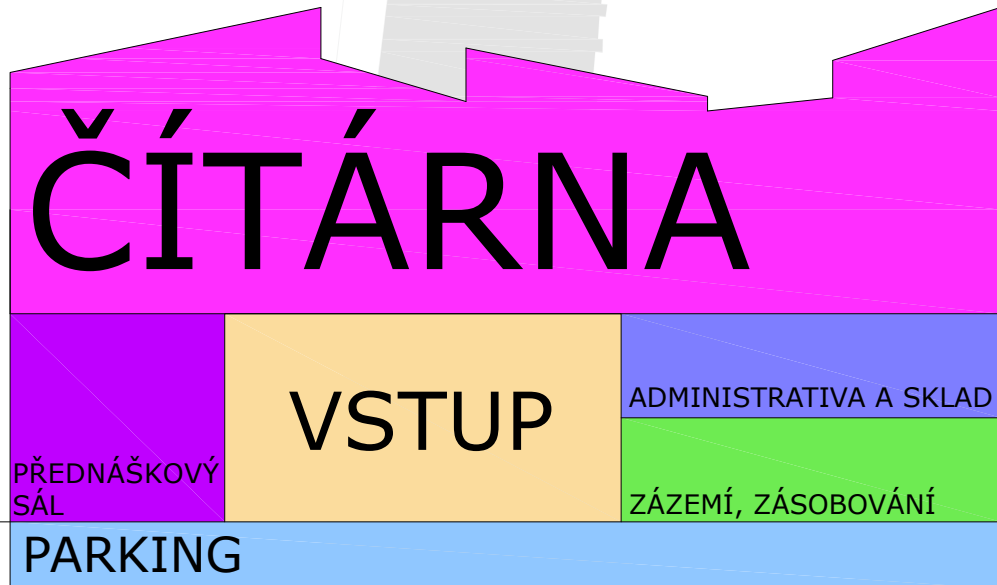 ČÍTÁRNA
VSTUP
ADMINISTRATIVA A SKLAD
PŘEDNÁŠKOVÝ
SÁL
ZÁZEMÍ, ZÁSOBOVÁNÍ
PARKING